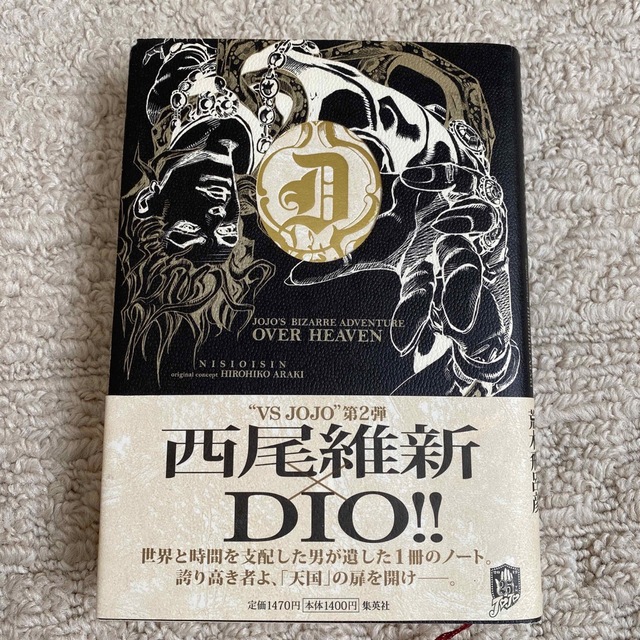 D
JOJO'S BIZARRE ADVENTURE
OVER HEAVEN
NISIOISIN
original concept HIROHIKO ARAKI
"VS JOJO"第2弾
西尾維新
×
DIO!!
世界と時間を支配した男が遺した1冊のノート。
誇り高き者よ、「天国」の扉を開け──。
定価1470円 本体1400円 集英社